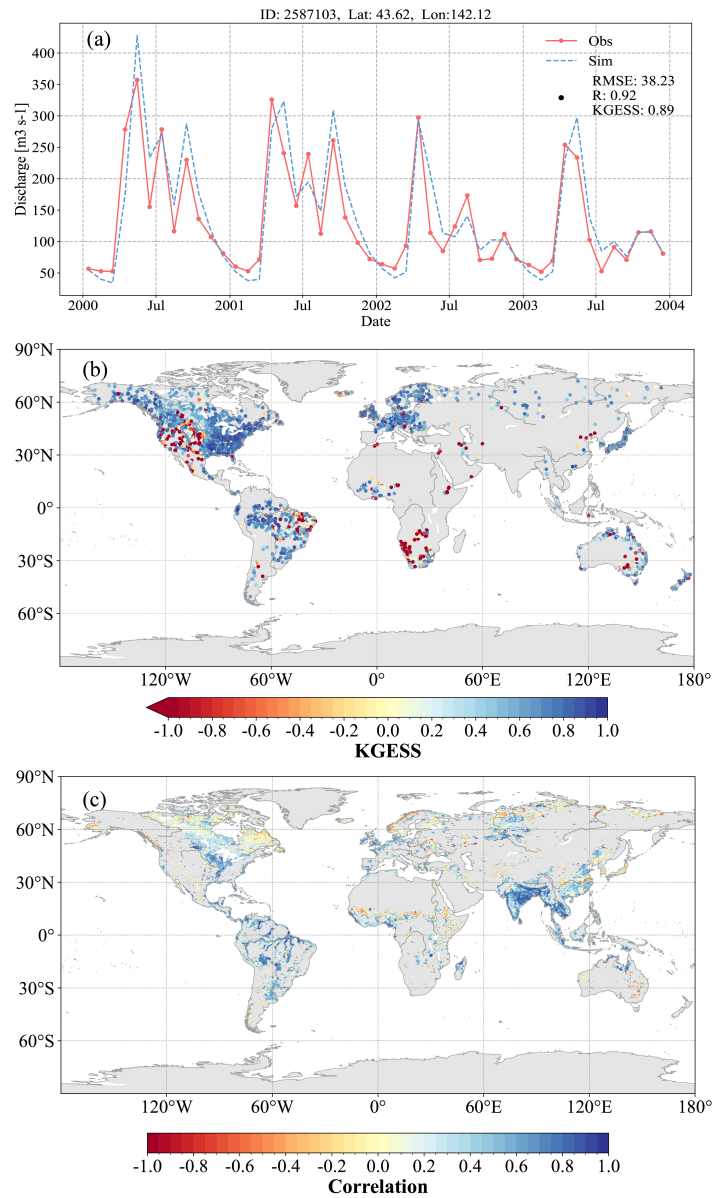 ID: 2587103, Lat: 43.62, Lon:142.12
(a)
Obs
Sim
RMSE: 38.23
R: 0.92
KGESS: 0.89
Discharge [m3 s-1]
400
350
300
250
200
150
100
50
2000 Jul 2001 Jul 2002 Jul 2003 Jul 2004
Date
(b)
90°N
60°N
30°N
0°
30°S
60°S
120°W 60°W 0° 60°E 120°E 180°
-1.0 -0.8 -0.6 -0.4 -0.2 0.0 0.2 0.4 0.6 0.8 1.0
KGESS
(c)
90°N
60°N
30°N
0°
30°S
60°S
120°W 60°W 0° 60°E 120°E 180°
-1.0 -0.8 -0.6 -0.4 -0.2 0.0 0.2 0.4 0.6 0.8 1.0
Correlation